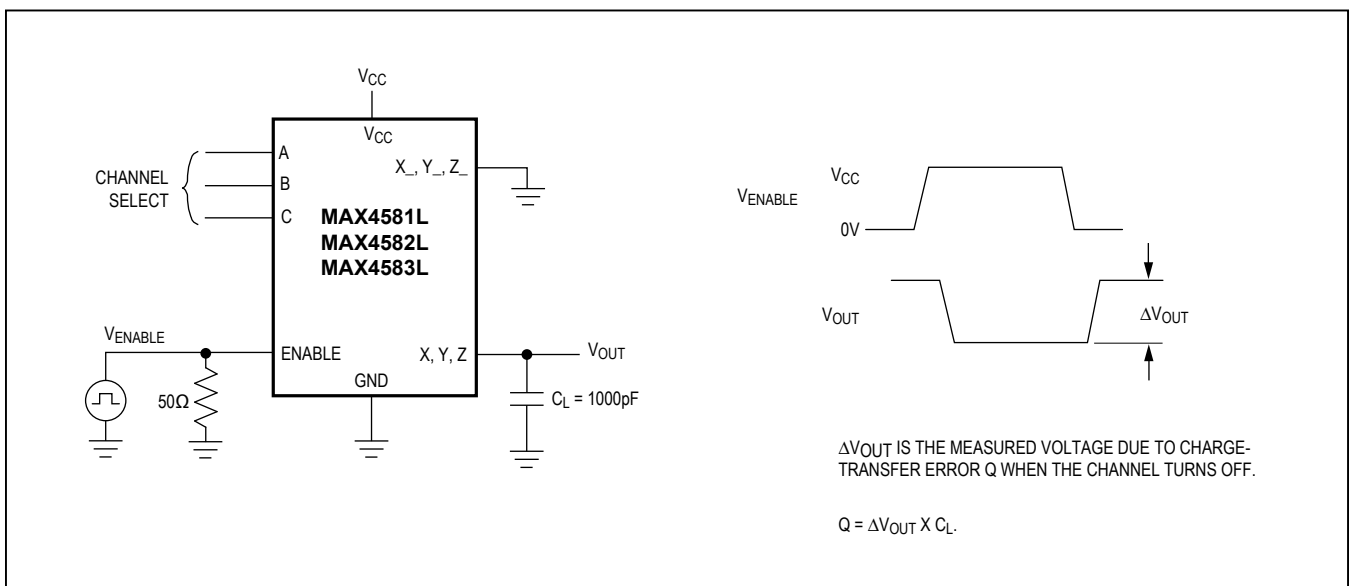 VCC
VCC
A
B
C
CHANNEL
SELECT
X_, Y_, Z_
MAX4581L
MAX4582L
MAX4583L
VENABLE
50Ω
ENABLE
GND
X, Y, Z
VOUT
CL = 1000pF
VENABLE
VCC
0V
VOUT
ΔVOUT
ΔVOUT IS THE MEASURED VOLTAGE DUE TO CHARGE-
TRANSFER ERROR Q WHEN THE CHANNEL TURNS OFF.
Q = ΔVOUT X CL.